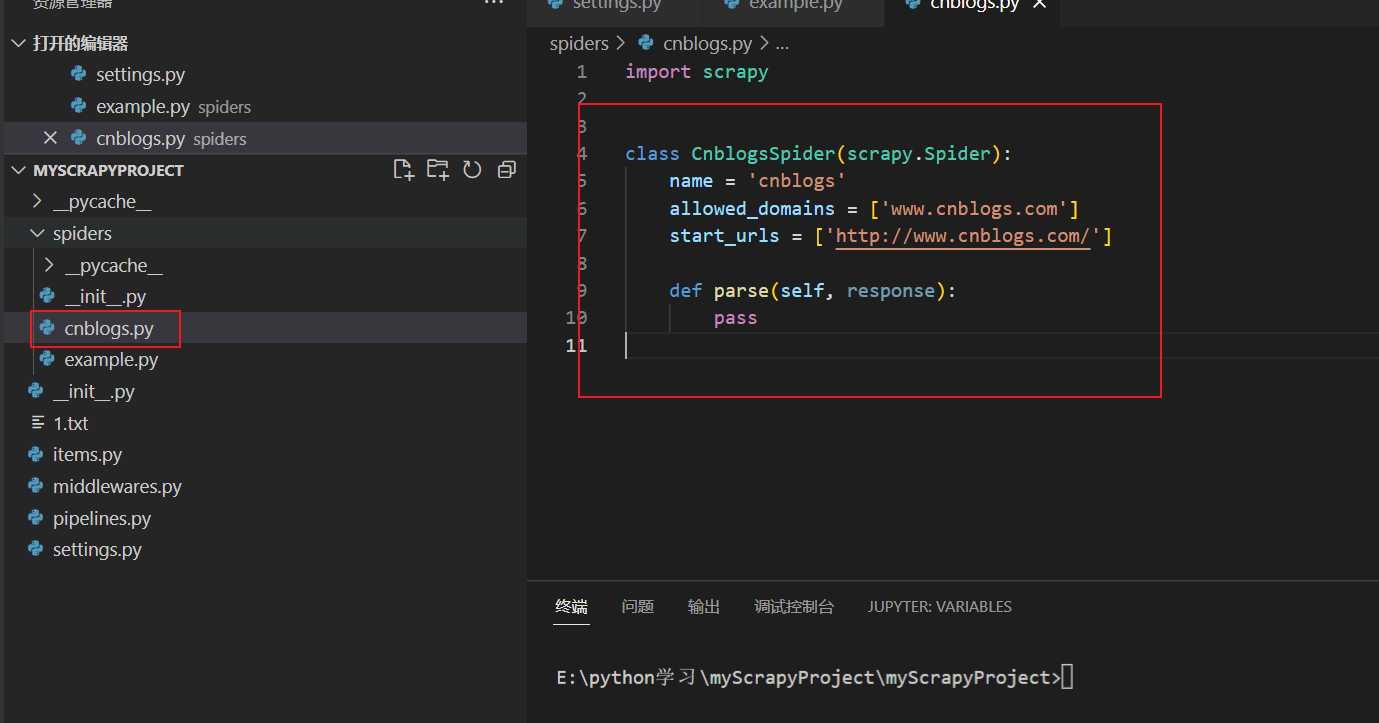 资源管理器
...
打开的编辑器
settings.py
example.py spiders
cnblogs.py spiders
MYSCRAPYPROJECT
__pycache__
spiders
__pycache__
__init__.py
cnblogs.py
example.py
__init__.py
1.txt
items.py
middlewares.py
pipelines.py
settings.py
settings.py example.py cnblogs.py
spiders > cnblogs.py > ...
1 import scrapy
2
3
4 class CnblogsSpider(scrapy.Spider):
5 name = 'cnblogs'
6 allowed_domains = ['www.cnblogs.com']
7 start_urls = ['http://www.cnblogs.com/']
8
9 def parse(self, response):
10 pass
11
终端 问题 输出 调试控制台 JUPYTER: VARIABLES
E:\python学习\myScrapyProject\myScrapyProject>